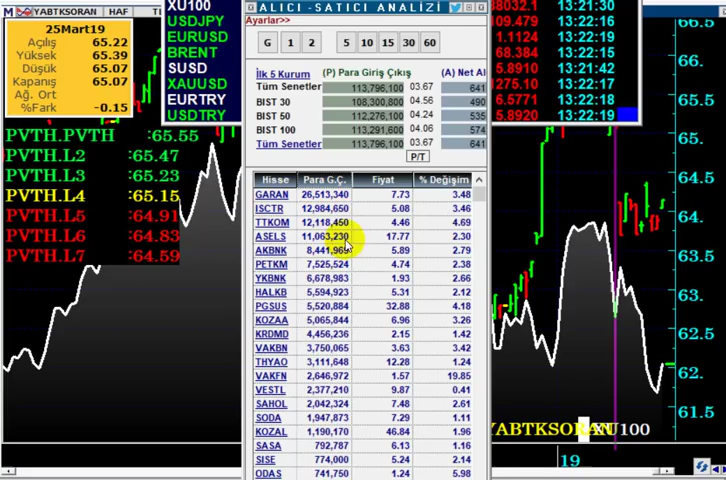 M YABTKSORAN HAF
25Mart19
Açılış 65.22
Yüksek 65.39
Düşük 65.07
Kapanış 65.07
Ağ. Ort
%Fark -0.15
PVTH.PVTH :65.55
PVTH.L2 :65.47
PVTH.L3 :65.23
PVTH.L4 :65.15
PVTH.L5 :64.91
PVTH.L6 :64.83
PVTH.L7 :64.59
XU100
USDJPY
EURUSD
BRENT
SUSD
XAUUSD
EURTRY
USDTRY
ALICI -SATICI ANALİZİ
Ayarlar>>
G 1 2 5 10 15 30 60
İlk 5 Kurum (P) Para Giriş Çıkış (A) Net Al
Tüm Senetler 113,796,100 03.67 641
BIST 30 108,300,800 04.56 490
BIST 50 112,276,100 04.24 535
BIST 100 113,291,600 04.06 574
Tüm Senetler 113,796,100 03.67 641
P/T
Hisse Para G.Ç. Fiyat % Değişim
GARAN 26,513,340 7.73 3.48
ISCTR 12,984,650 5.08 3.46
TTKOM 12,118,450 4.46 4.69
ASELS 11,063,230 17.77 2.30
AKBNK 8,441,969 5.89 2.79
PETKM 7,525,524 4.74 2.38
YKBNK 6,678,983 1.93 2.66
HALKB 5,594,923 5.31 2.12
PGSUS 5,520,884 32.88 4.18
KOZAA 5,065,844 6.96 3.26
KRDMD 4,456,236 2.15 1.42
VAKBN 3,750,065 3.63 3.42
THYAO 3,111,648 12.28 1.24
VAKFN 2,646,972 1.57 19.85
VESTL 2,377,210 9.87 0.41
SAHOL 2,042,324 7.48 2.61
SODA 1,947,873 7.29 1.11
KOZAL 1,190,170 46.84 1.96
SASA 792,787 6.13 1.16
SISE 774,000 5.24 2.14
ODAS 741,750 1.24 5.98
98032.1 13:21:30
109.479 13:22:16
1.1124 13:22:19
68.384 13:22:15
5.8910 13:21:42
1275.10 13:22:17
6.5771 13:22:18
5.8920 13:22:19
66.5
65.5
65
64.5
64
63.5
63
62.5
62
61.5
YABTKSORAN XU100
19